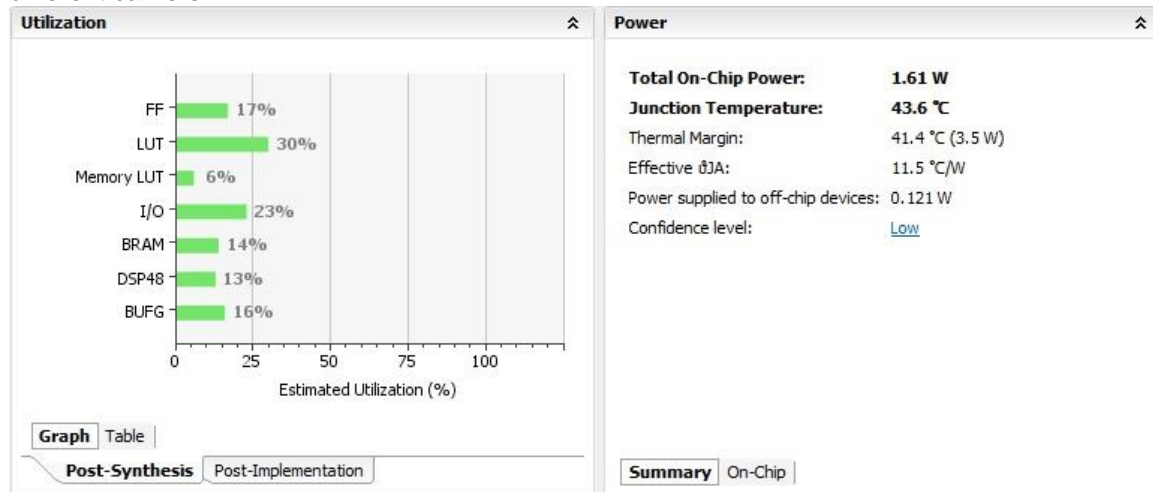 Utilization
FF
17%
LUT
30%
Memory LUT
6%
I/O
23%
BRAM
14%
DSP48
13%
BUFG
16%
0 25 50 75 100
Estimated Utilization (%)
Graph Table
Post-Synthesis Post-Implementation
Power
Total On-Chip Power: 1.61 W
Junction Temperature: 43.6 °C
Thermal Margin: 41.4 °C (3.5 W)
Effective ϑJA: 11.5 °C/W
Power supplied to off-chip devices: 0.121 W
Confidence level: Low
Summary On-Chip